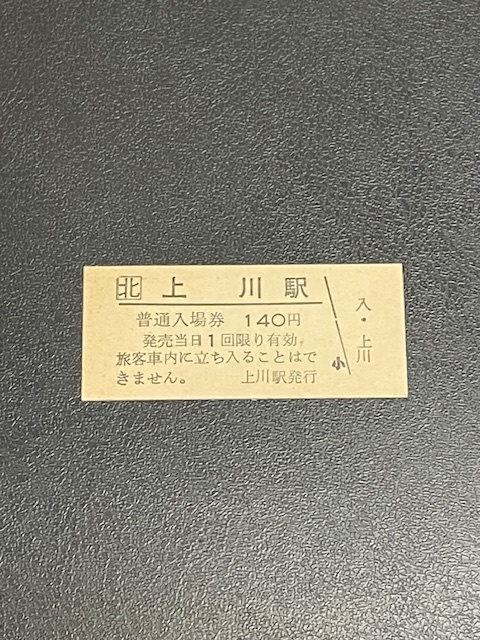 北 上川駅
普通入場券 140円
発売当日1回限り有効
旅客車内に立ち入ることはで
きません。 上川駅発行
小
入・上川